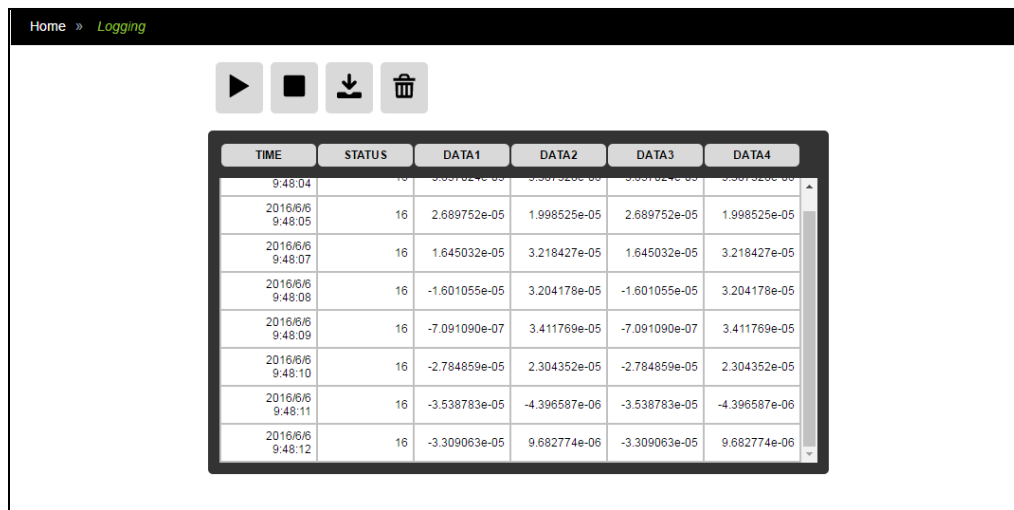 Home » Logging
TIME STATUS DATA1 DATA2 DATA3 DATA4
9:48:04
2016/6/6
9:48:05 16 2.689752e-05 1.998525e-05 2.689752e-05 1.998525e-05
2016/6/6
9:48:07 16 1.645032e-05 3.218427e-05 1.645032e-05 3.218427e-05
2016/6/6
9:48:08 16 -1.601055e-05 3.204178e-05 -1.601055e-05 3.204178e-05
2016/6/6
9:48:09 16 -7.091090e-07 3.411769e-05 -7.091090e-07 3.411769e-05
2016/6/6
9:48:10 16 -2.784859e-05 2.304352e-05 -2.784859e-05 2.304352e-05
2016/6/6
9:48:11 16 -3.538783e-05 -4.396587e-06 -3.538783e-05 -4.396587e-06
2016/6/6
9:48:12 16 -3.309063e-05 9.682774e-06 -3.309063e-05 9.682774e-06